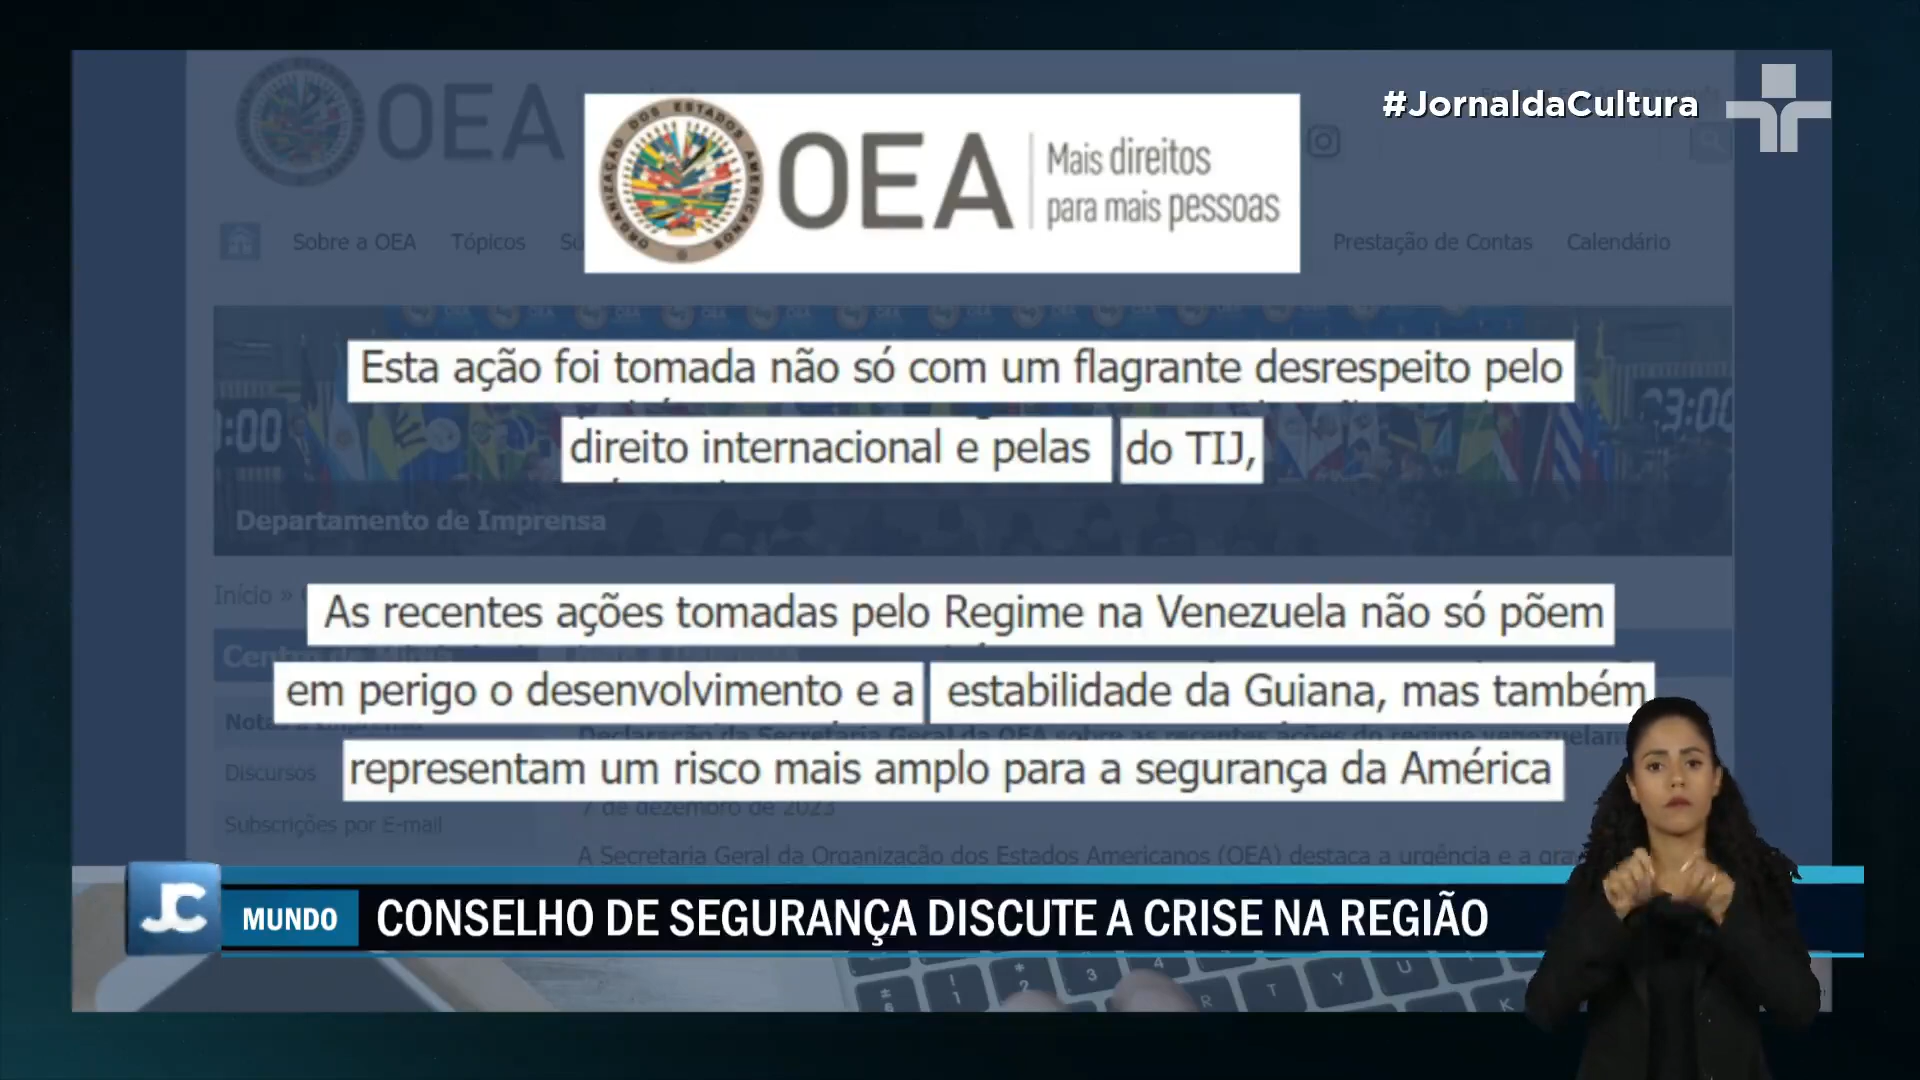 #JornaldaCultura
OEA
ORGANIZAÇÃO DOS ESTADOS AMERICANOS
OEA
Mais direitos
para mais pessoas
Sobre a OEA
Tópicos
Prestação de Contas
Calendário
Esta ação foi tomada não só com um flagrante desrespeito pelo
direito internacional e pelas do TIJ,
Departamento de Imprensa
Início »
As recentes ações tomadas pelo Regime na Venezuela não só põem
em perigo o desenvolvimento e a estabilidade da Guiana, mas também
representam um risco mais amplo para a segurança da América
Discursos
7 de dezembro de 2023
Subscrições por E-mail
A Secretaria Geral da Organização dos Estados Americanos (OEA) destaca a urgência e a
JC
MUNDO
CONSELHO DE SEGURANÇA DISCUTE A CRISE NA REGIÃO